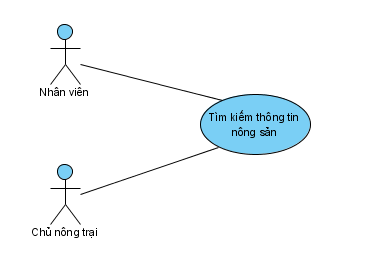 Nhân viên
Tìm kiếm thông tin
nông sản
Chủ nông trại